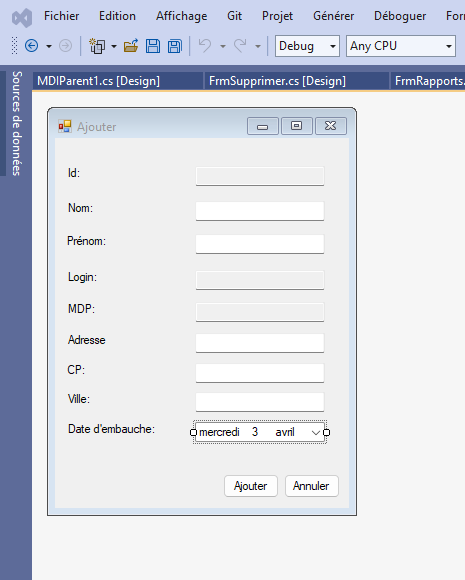 Fichier Edition Affichage Git Projet Générer Déboguer Form
Debug Any CPU
Sources de données
MDIParent1.cs [Design] FrmSupprimer.cs [Design] FrmRapports.
Ajouter
Id:
Nom:
Prénom:
Login:
MDP:
Adresse
CP:
Ville:
Date d'embauche: mercredi 3 avril
Ajouter Annuler